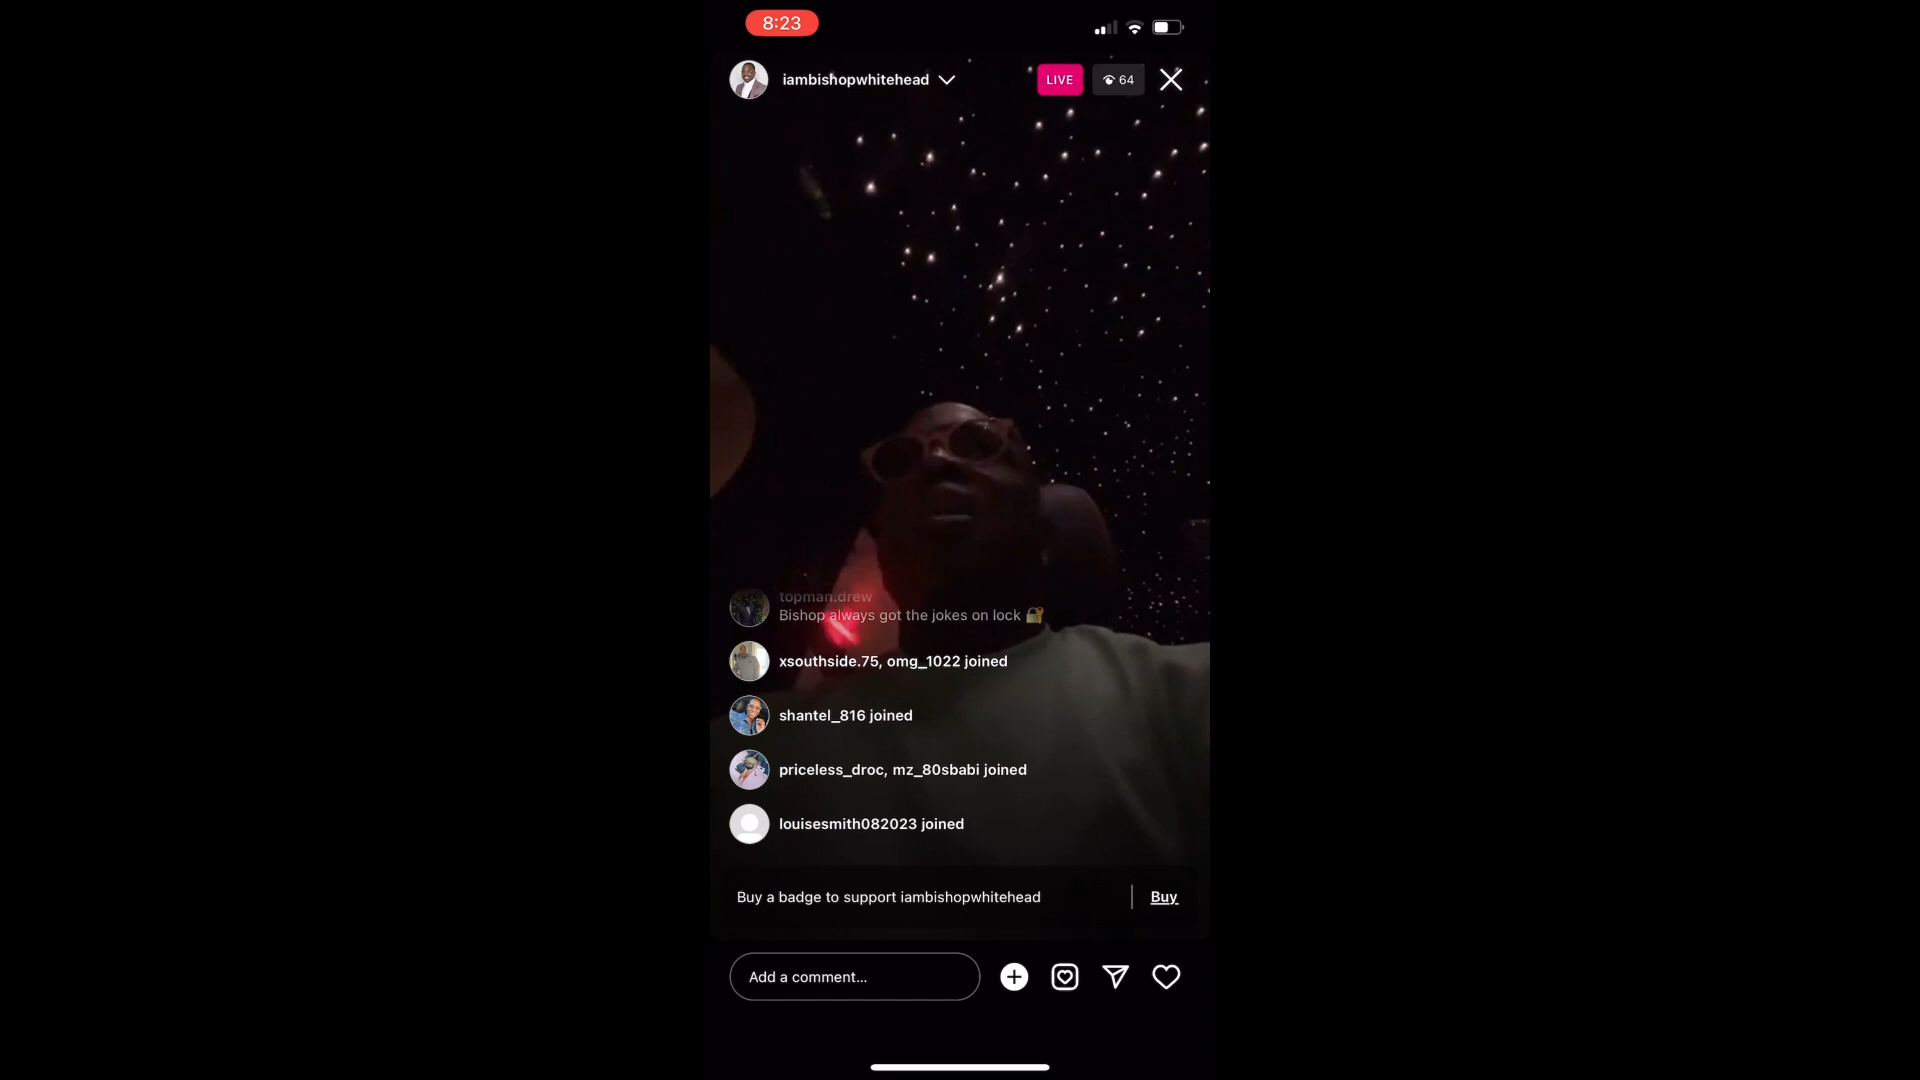 8:23
iambishopwhitehead
LIVE
64
topman.drew
Bishop always got the jokes on lock 🔐
xsouthside.75, omg_1022 joined
shantel_816 joined
priceless_droc, mz_80sbabi joined
louisesmith082023 joined
Buy a badge to support iambishopwhitehead
Buy
Add a comment...